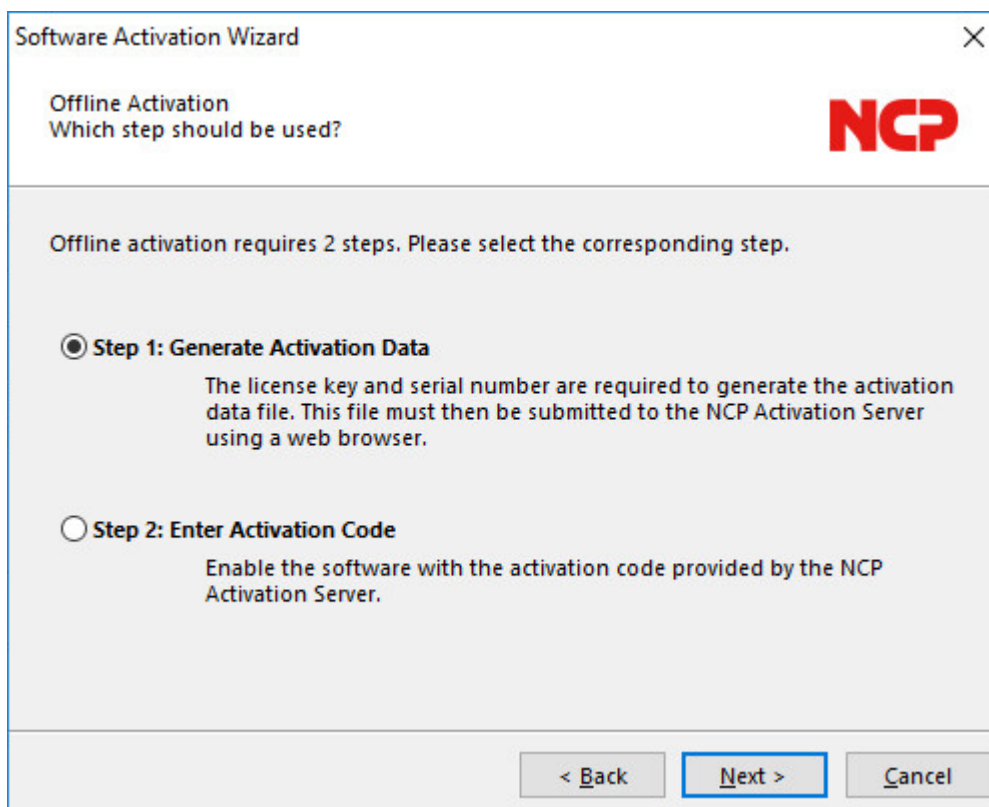 Software Activation Wizard
Offline Activation
Which step should be used?
NCP
Offline activation requires 2 steps. Please select the corresponding step.
Step 1: Generate Activation Data
The license key and serial number are required to generate the activation
data file. This file must then be submitted to the NCP Activation Server
using a web browser.
Step 2: Enter Activation Code
Enable the software with the activation code provided by the NCP
Activation Server.
< Back
Next >
Cancel